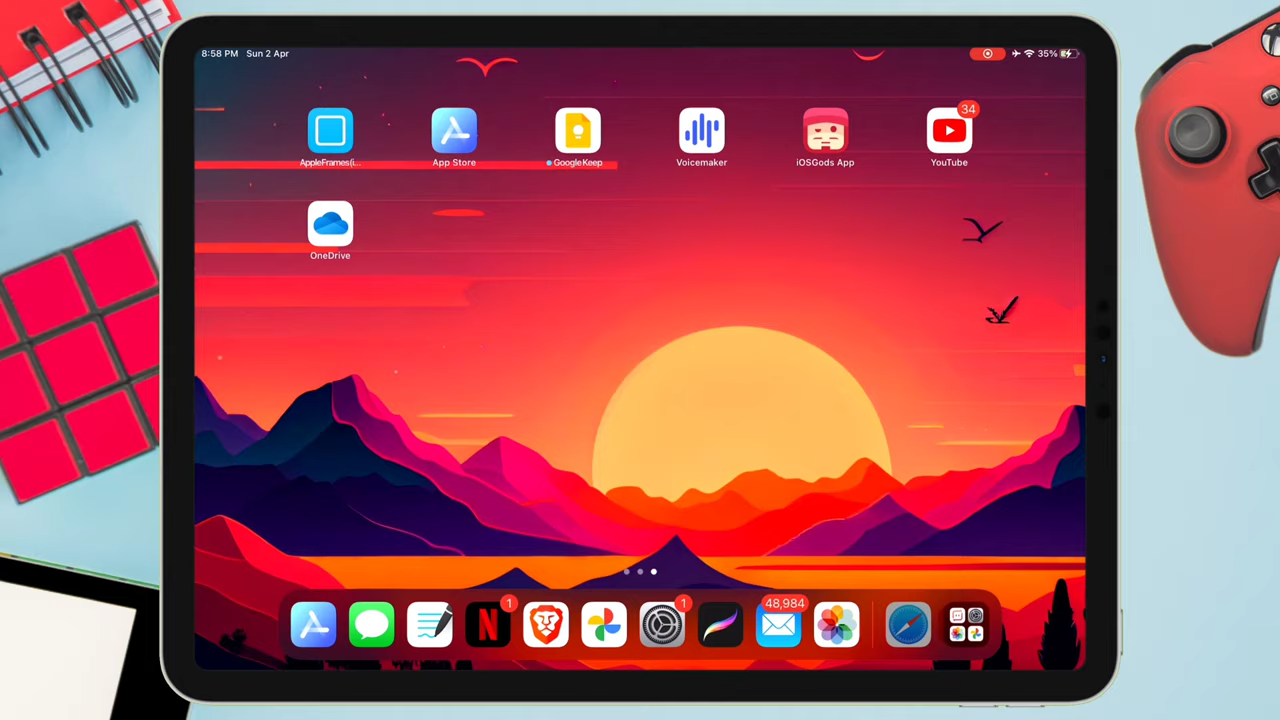 8:58 PM Sun 2 Apr
35%
34
AppleFrames(i...
App Store
Google Keep
Voicemaker
iOSGods App
YouTube
OneDrive
1
1
48,984